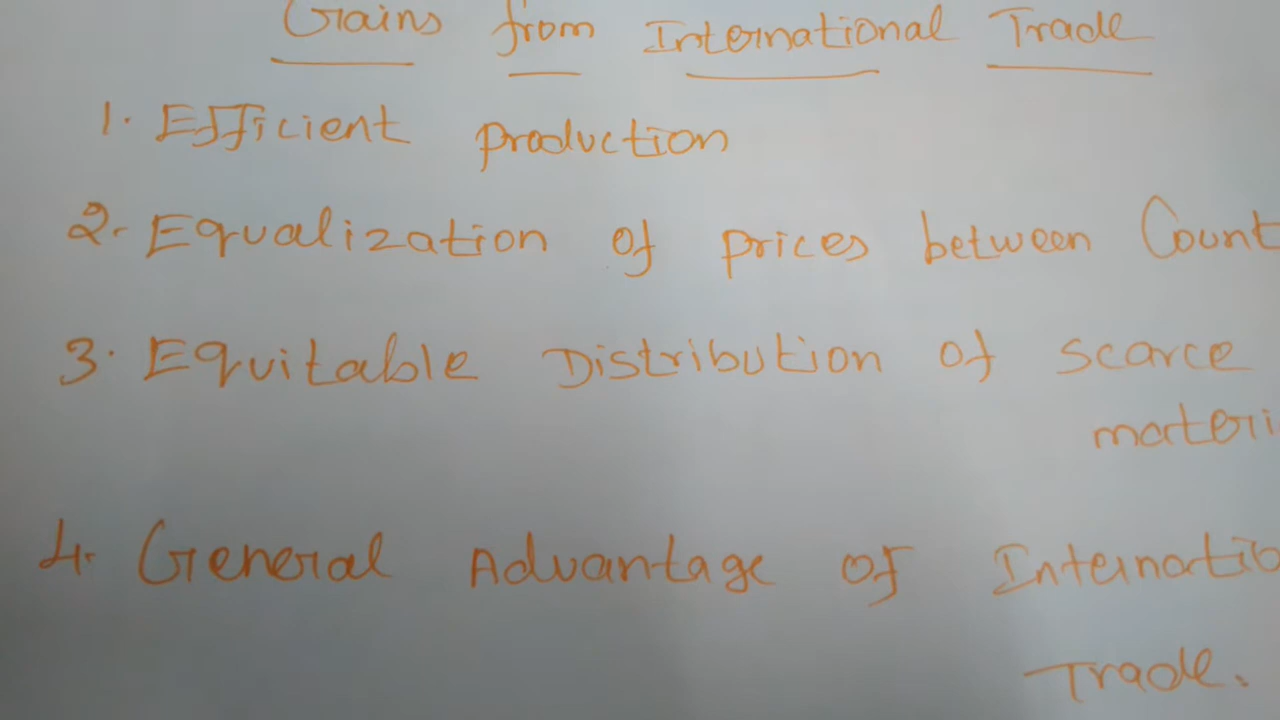 Gains from International Trade
1. Efficient production
2. Equalization of prices between Count
3. Equitable Distribution of scarce
materi
4. General Advantage of Internatio
Trade.